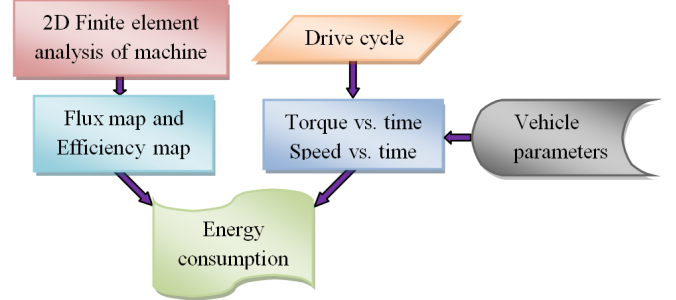 2D Finite element
analysis of machine
Drive cycle
Flux map and
Efficiency map
Torque vs. time
Speed vs. time
Vehicle
parameters
Energy
consumption